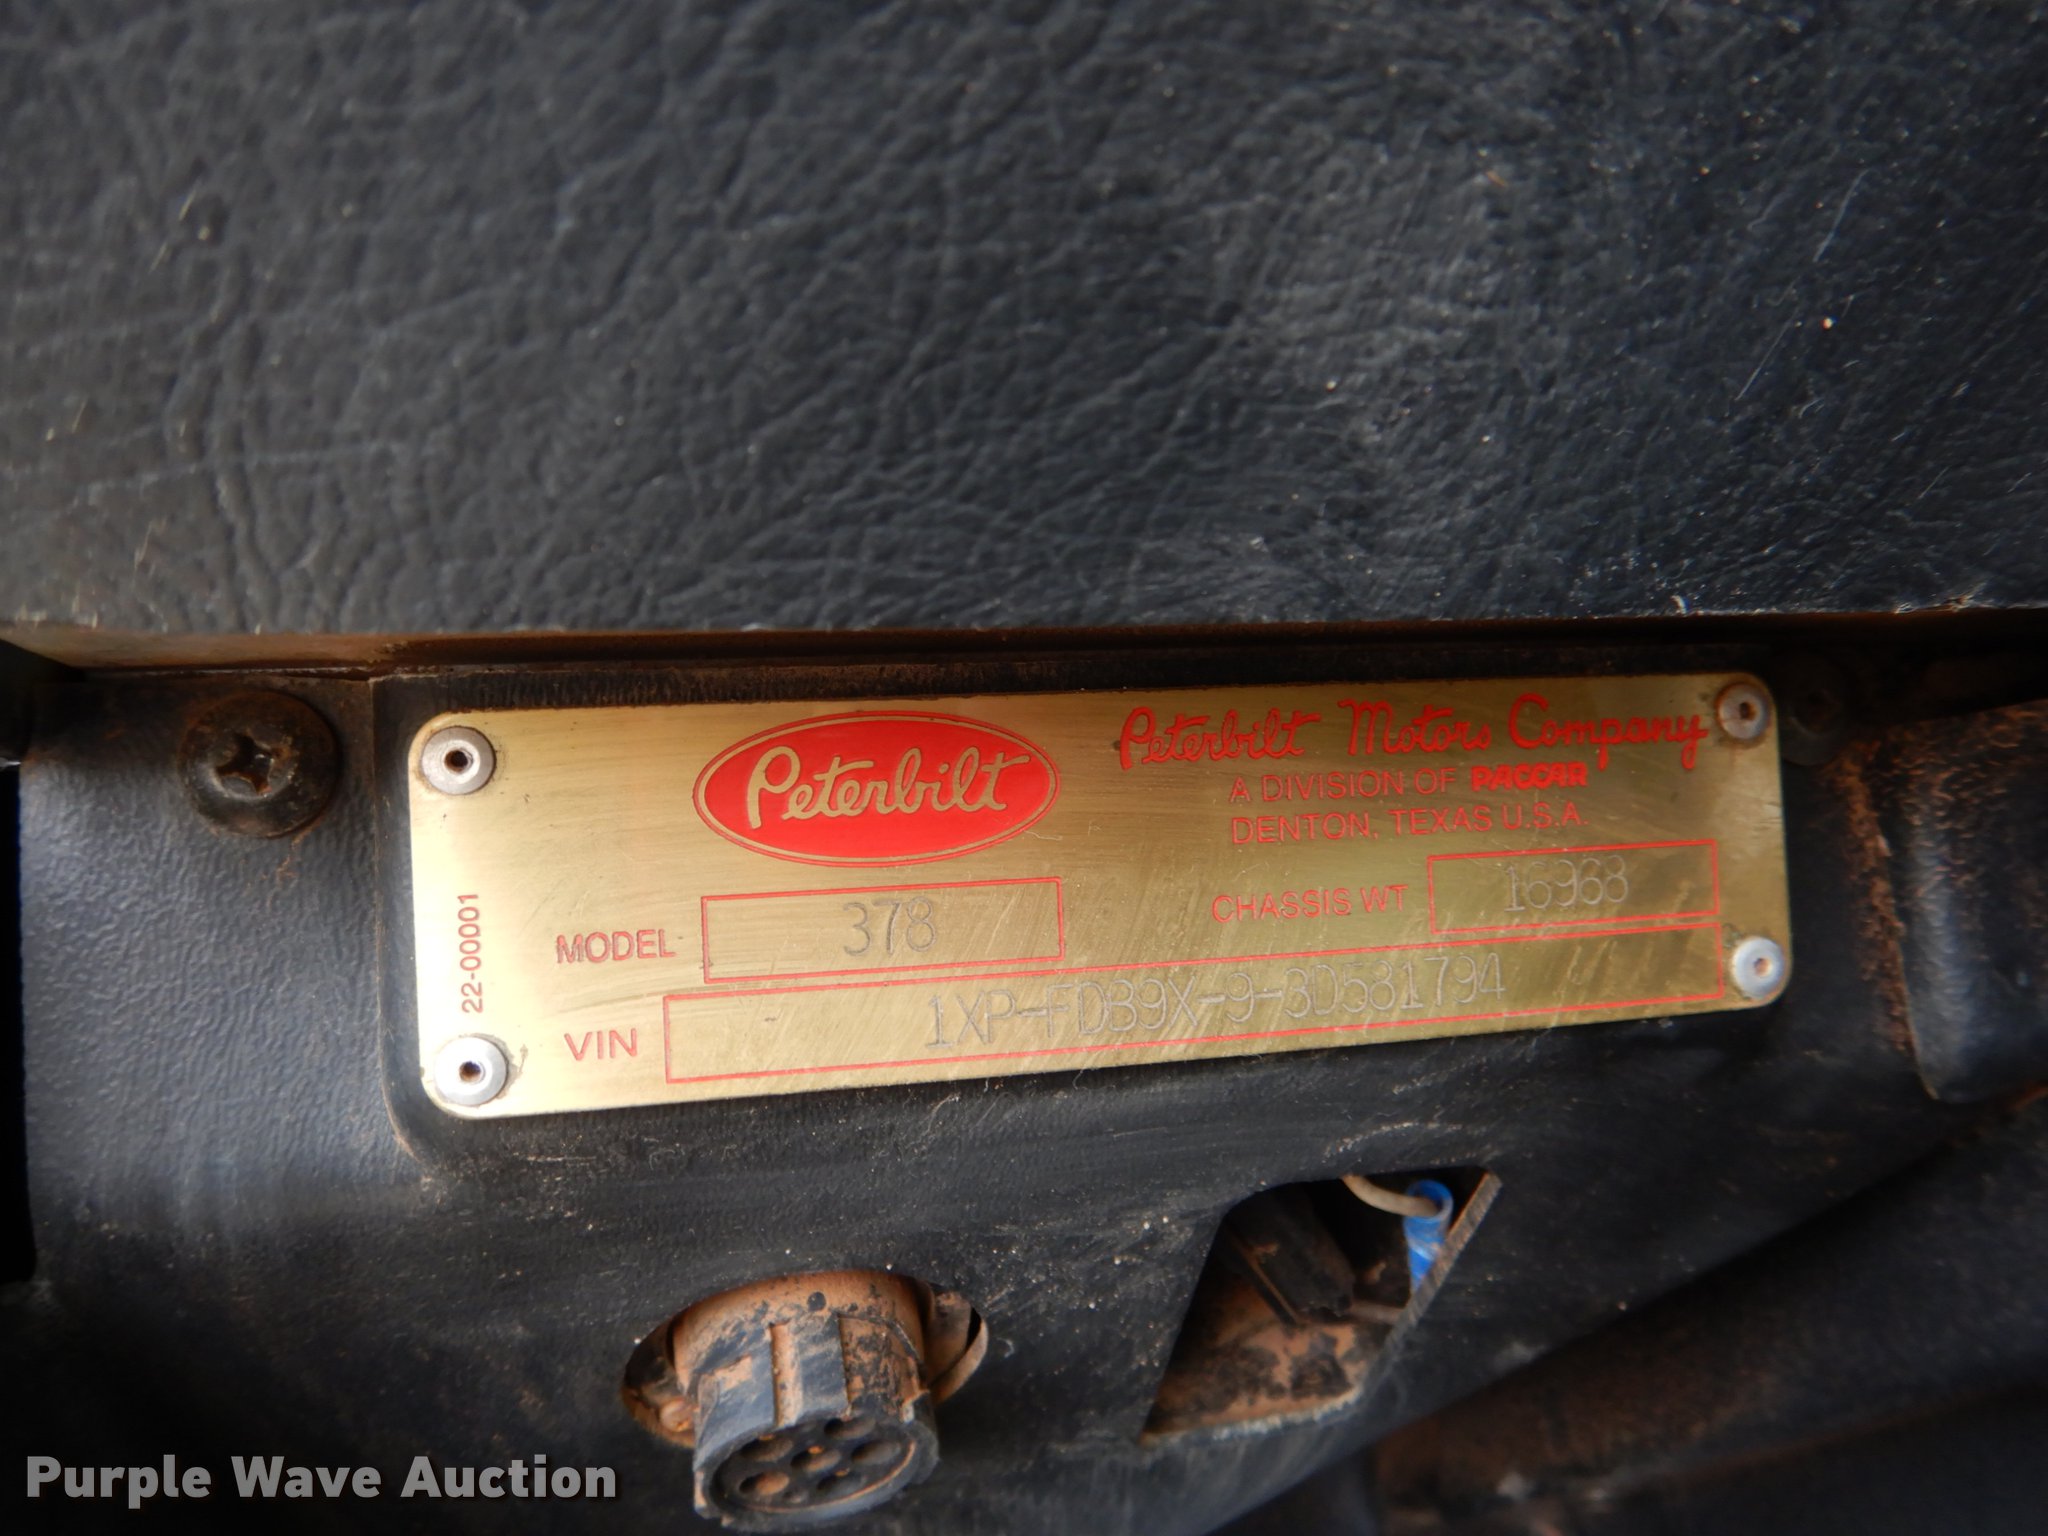 Peterbilt
Peterbilt Motors Company
A DIVISION OF PACCAR
DENTON, TEXAS U.S.A.
MODEL 378
CHASSIS WT 16968
VIN 1XP-FDB9X-9-3D581794
22-00001
Purple Wave Auction